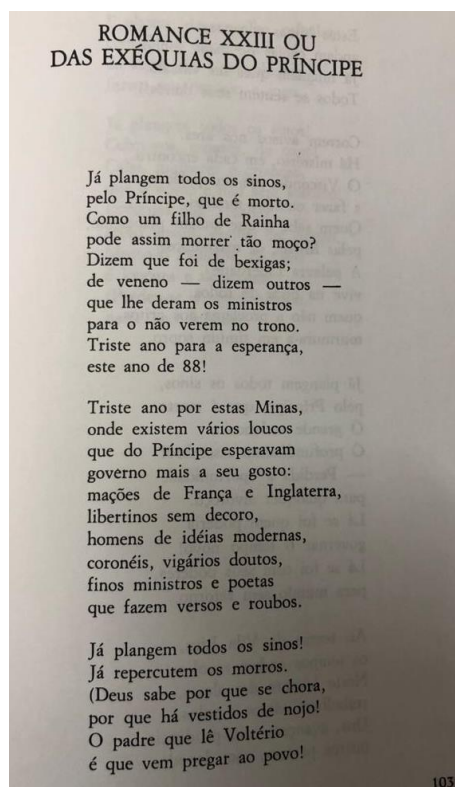 ROMANCE XXIII OU
DAS EXÉQUIAS DO PRÍNCIPE
Já plangem todos os sinos,
pelo Príncipe, que é morto.
Como um filho de Rainha
pode assim morrer tão moço?
Dizem que foi de bexigas;
de veneno — dizem outros —
que lhe deram os ministros
para o não verem no trono.
Triste ano para a esperança,
este ano de 88!
Triste ano por estas Minas,
onde existem vários loucos
que do Príncipe esperavam
governo mais a seu gosto:
mações de França e Inglaterra,
libertinos sem decoro,
homens de idéias modernas,
coronéis, vigários doutos,
finos ministros e poetas
que fazem versos e roubos.
Já plangem todos os sinos!
Já repercutem os morros.
(Deus sabe por que se chora,
por que há vestidos de nojo!
O padre que lê Voltério
é que vem pregar ao povo!
103